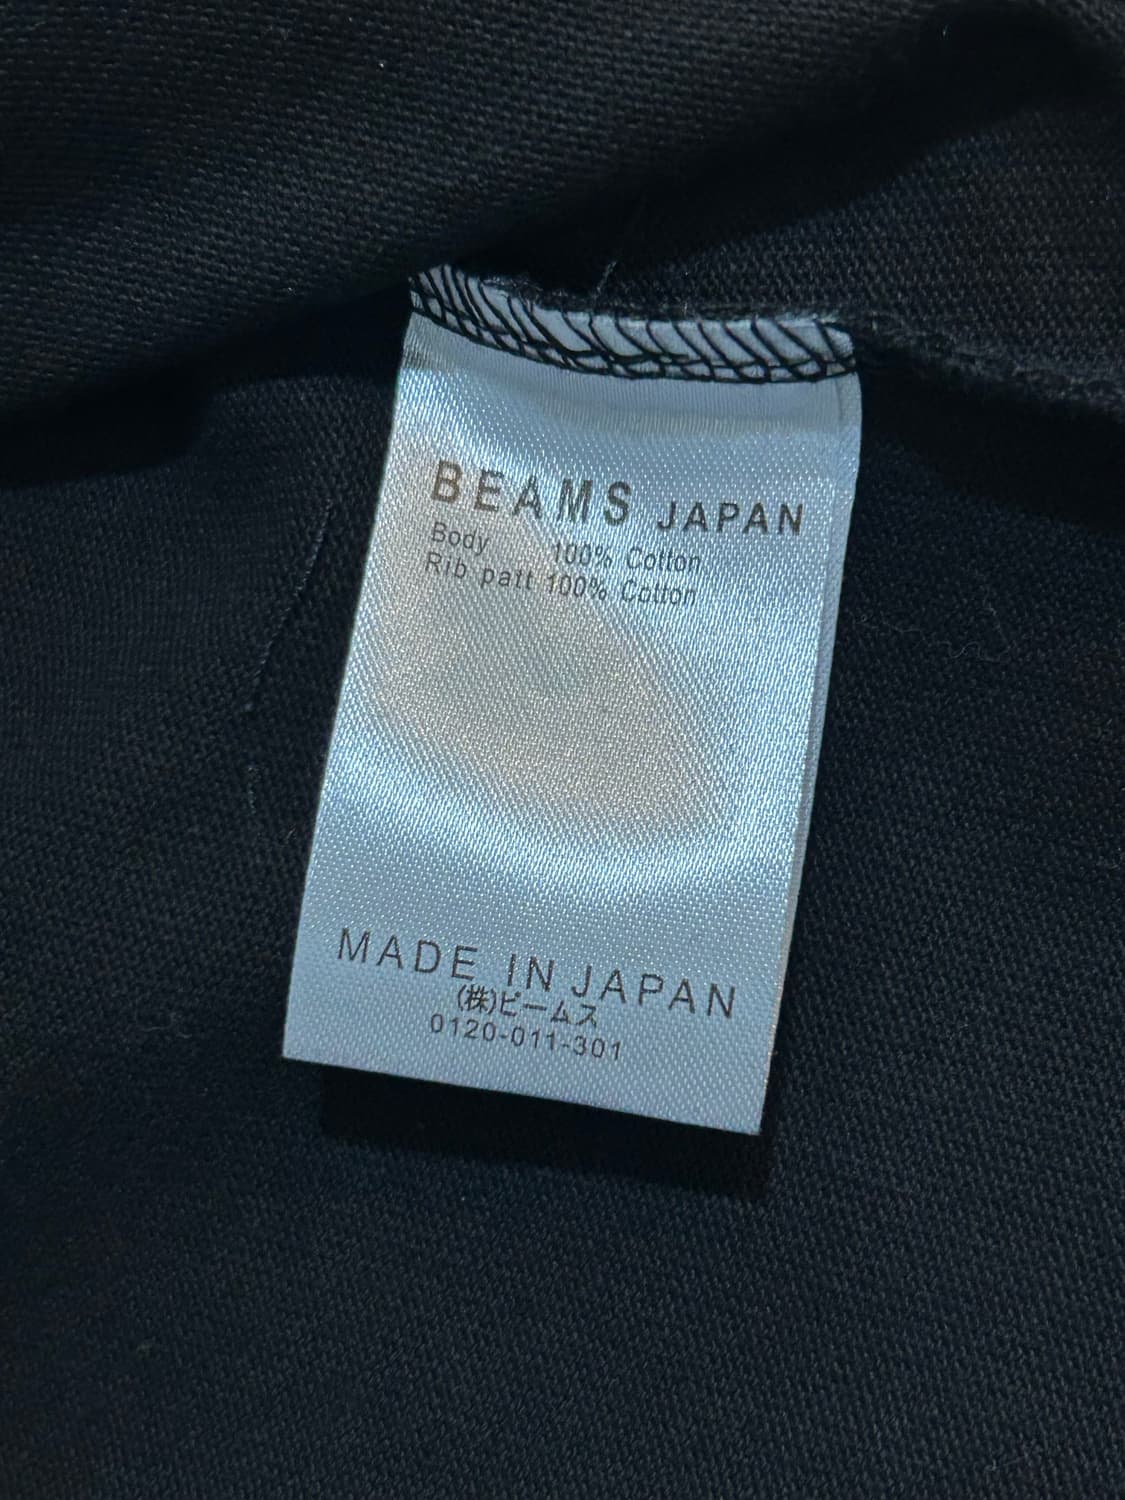 BEAMS JAPAN
Body 100% Cotton
Rib patt 100% Cotton
MADE IN JAPAN
(株)ビームス
0120-011-301